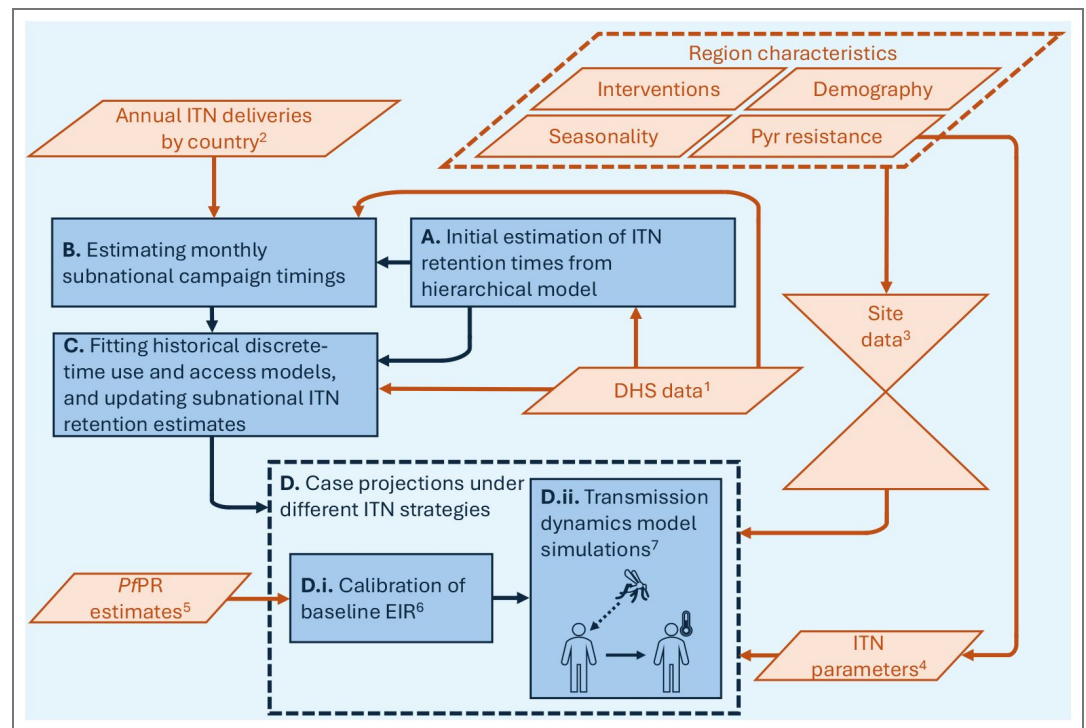 Region characteristics
Interventions
Demography
Seasonality
Pyr resistance
Annual ITN deliveries
by country²
B. Estimating monthly
subnational campaign timings
A. Initial estimation of ITN
retention times from
hierarchical model
C. Fitting historical discrete-
time use and access models,
and updating subnational ITN
retention estimates
DHS data¹
Site
data³
D. Case projections under
different ITN strategies
D.ii. Transmission
dynamics model
simulations⁷
D.i. Calibration of
baseline EIR⁶
PfPR
estimates⁵
ITN
parameters⁴